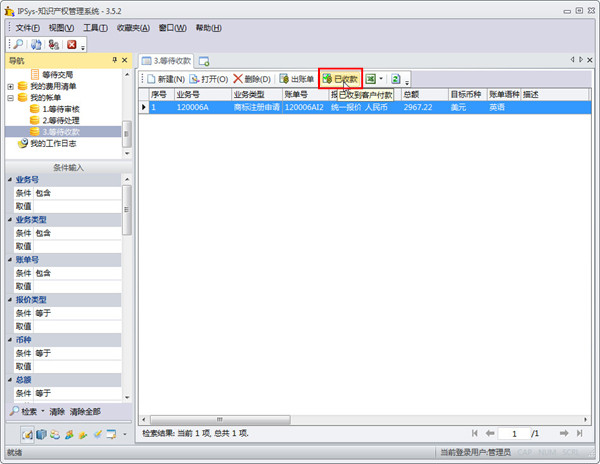 IPSys-知识产权管理系统 - 3.5.2
文件(F) 视图(V) 工具(T) 收藏夹(A) 窗口(W) 帮助(H)
导航
等待交局
我的费用清单
我的帐单
1.等待审核
2.等待处理
3.等待收款
我的工作日志
条件输入
业务号
条件 包含
取值
业务类型
条件
取值
账单号
条件 包含
取值
报价类型
条件 等于
取值
币种
条件 等于
取值
总额
条件 等于
取值
检索 清除 清除全部
3.等待收款
新建(N) 打开(O) 删除(D) 出账单 已收款
序号 业务号 业务类型 账单号 总额 目标币种 账单语种 描述
已收到客户付款
1 120006A 商标注册申请 120006AI2 统一报价 人民币 2967.22 美元 英语
检索结果: 当前 1 项, 总共 1 项.
1 /1
就绪
当前登录用户:管理员 CAP NUM SCRL